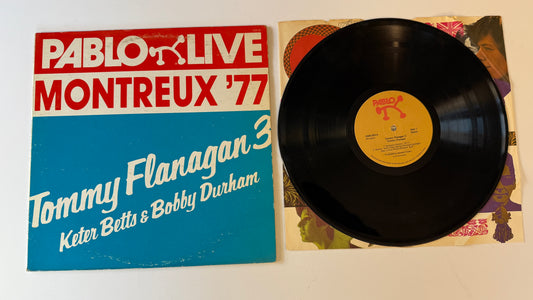 PABLO LIVE
MONTREUX '77
Tommy Flanagan 3
Keter Betts & Bobby Durham
PABLO